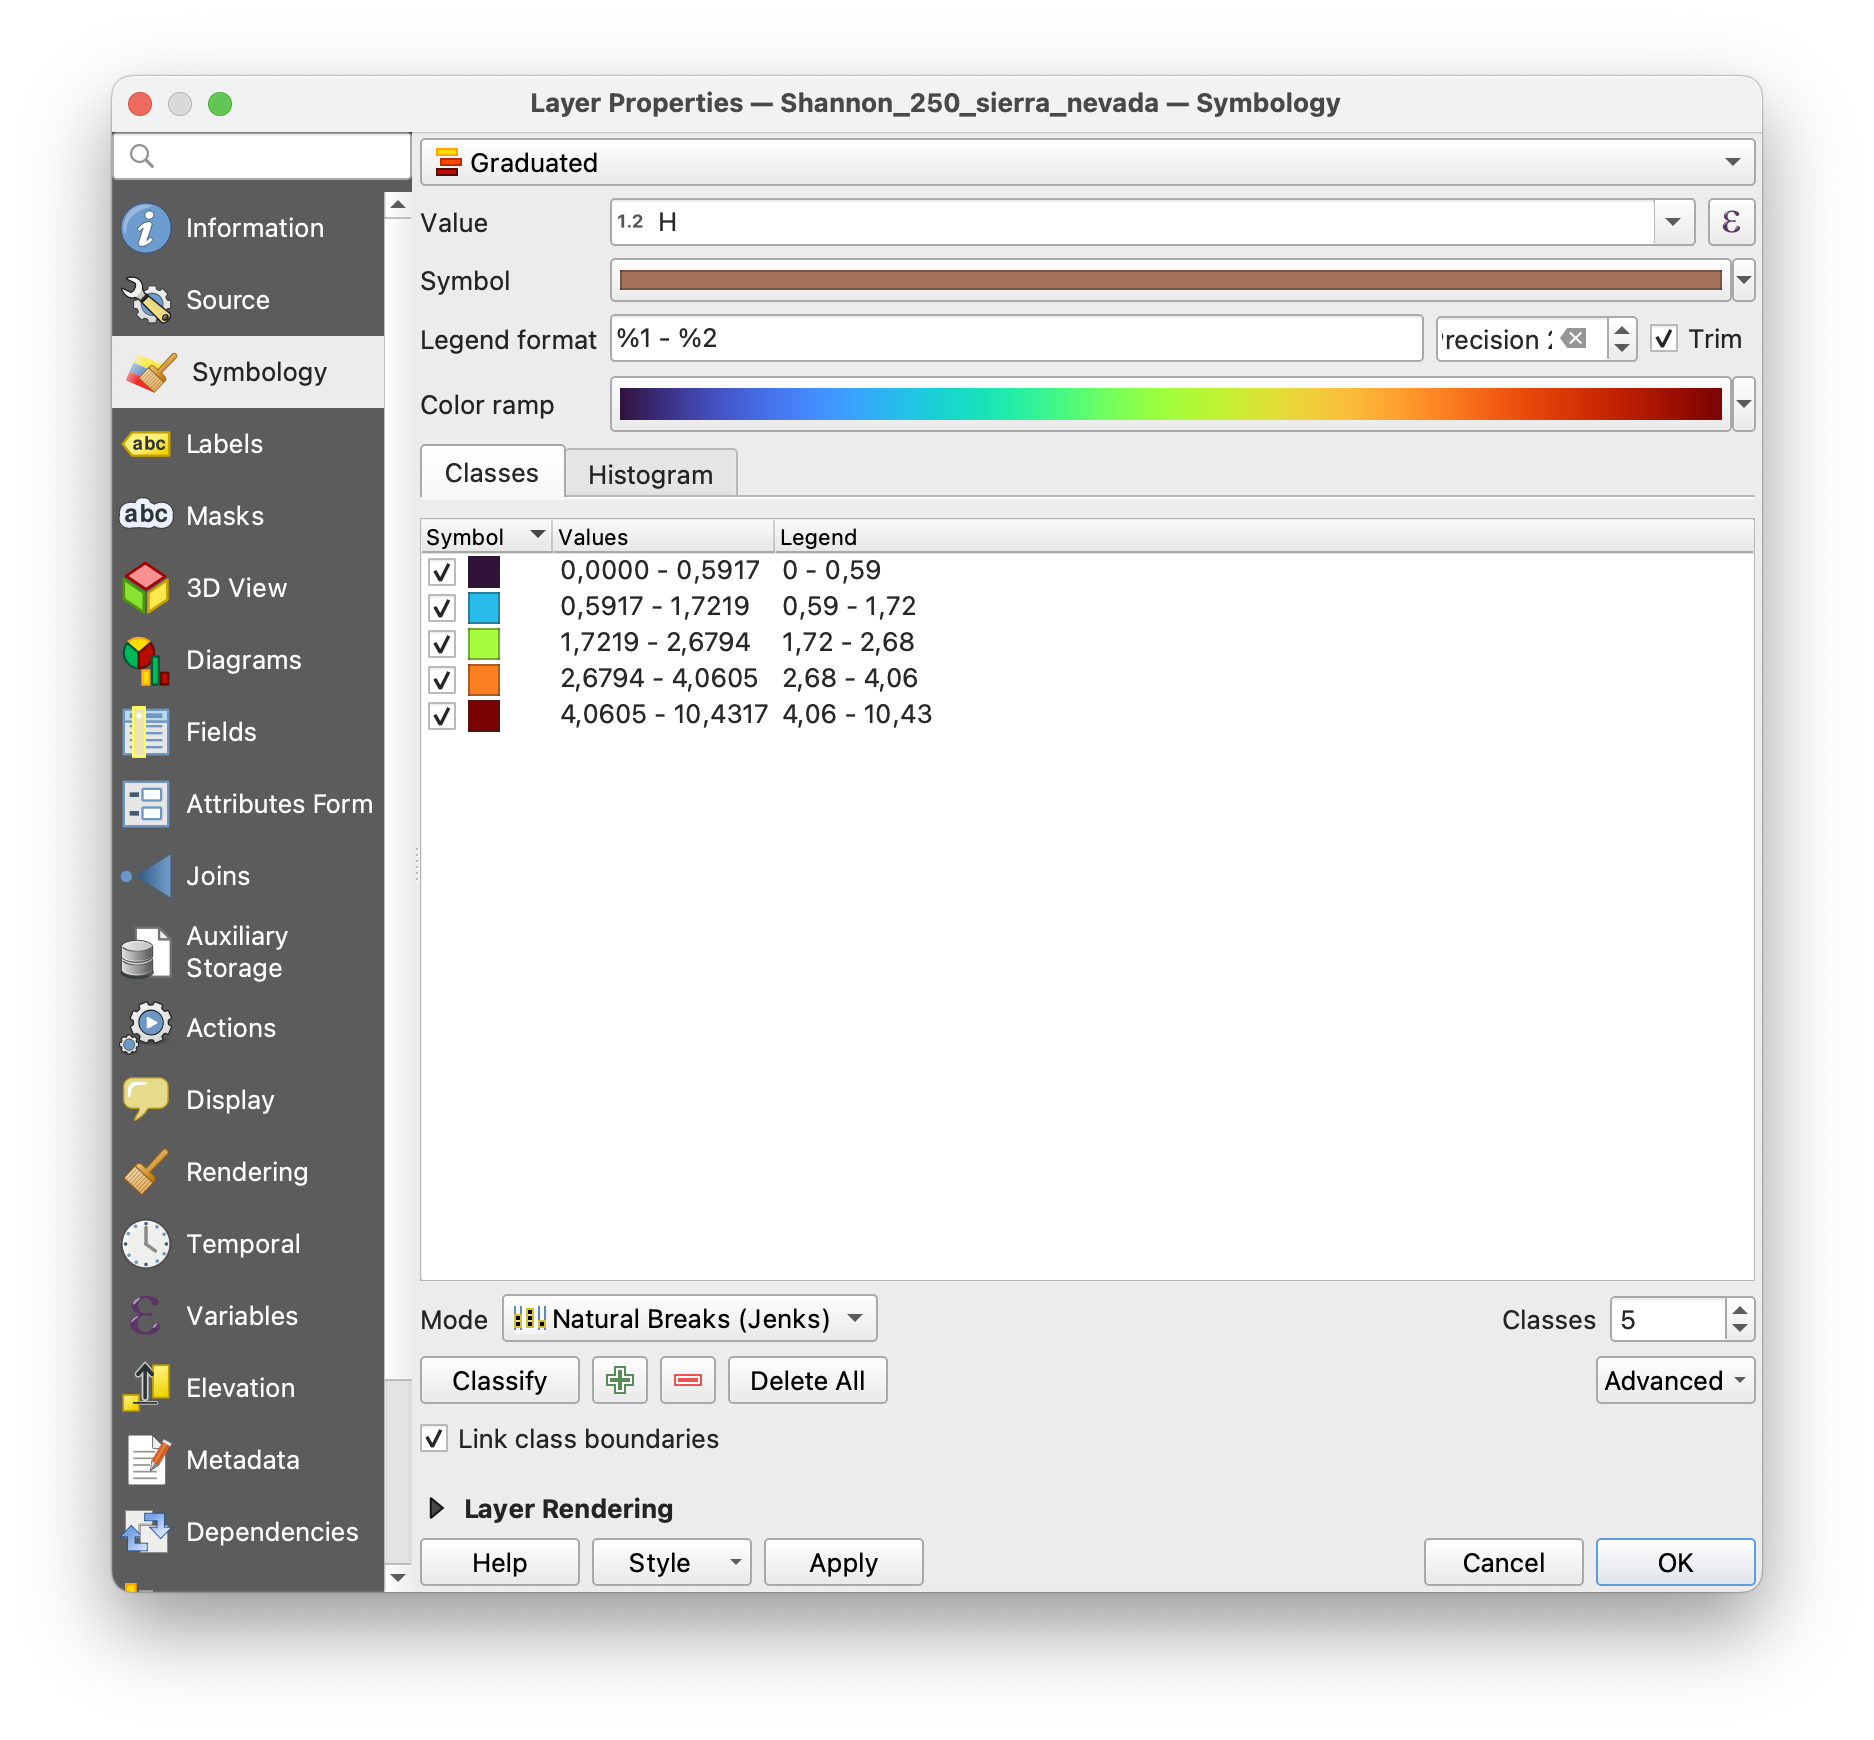 Layer Properties — Shannon_250_sierra_nevada — Symbology
Information
Source
Symbology
abc Labels
abc Masks
3D View
Diagrams
Fields
Attributes Form
Joins
Auxiliary
Storage
Actions
Display
Rendering
Temporal
Variables
Elevation
Metadata
Dependencies
Graduated
Value 1.2 H ε
Symbol
Legend format %1 - %2 recision Trim
Color ramp
Classes Histogram
Symbol Values Legend
0,0000 - 0,5917 0 - 0,59
0,5917 - 1,7219 0,59 - 1,72
1,7219 - 2,6794 1,72 - 2,68
2,6794 - 4,0605 2,68 - 4,06
4,0605 - 10,4317 4,06 - 10,43
Mode Natural Breaks (Jenks) Classes 5
Classify Delete All Advanced
Link class boundaries
Layer Rendering
Help Style Apply Cancel OK